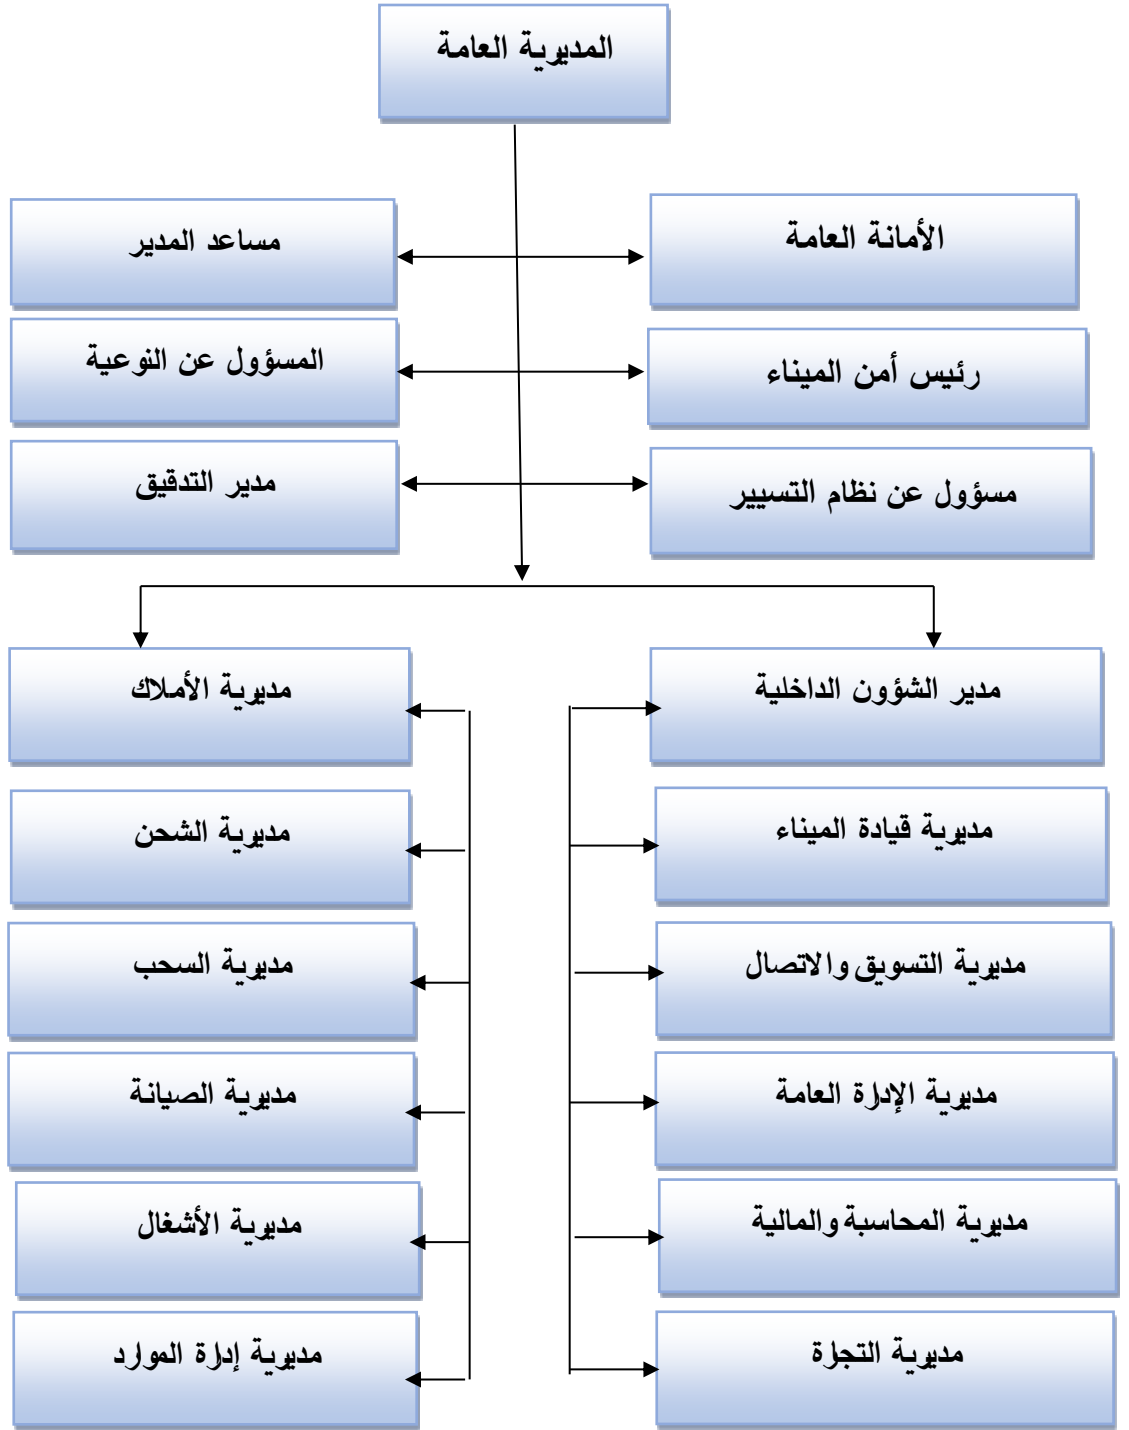 المديرية العامة
الأمانة العامة
مساعد المدير
رئيس أمن الميناء
المسؤول عن النوعية
مسؤول عن نظام التسيير
مدير التدقيق
مدير الشؤون الداخلية
مديرية الأملاك
مديرية قيادة الميناء
مديرية الشحن
مديرية التسويق والاتصال
مديرية السحب
مديرية الإدارة العامة
مديرية الصيانة
مديرية المحاسبة والمالية
مديرية الأشغال
مديرية التجارة
مديرية إدارة الموارد